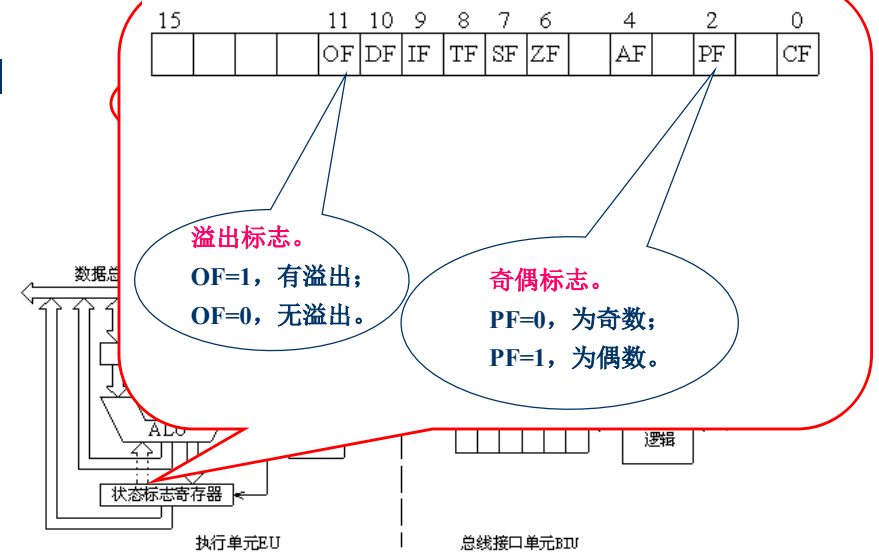 15 11 10 9 8 7 6 4 2 0
OF DF IF TF SF ZF AF PF CF
溢出标志。
OF=1，有溢出；
OF=0，无溢出。
奇偶标志。
PF=0，为奇数；
PF=1，为偶数。
数据总
逻辑
状态标志寄存器
执行单元EU
总线接口单元BIU